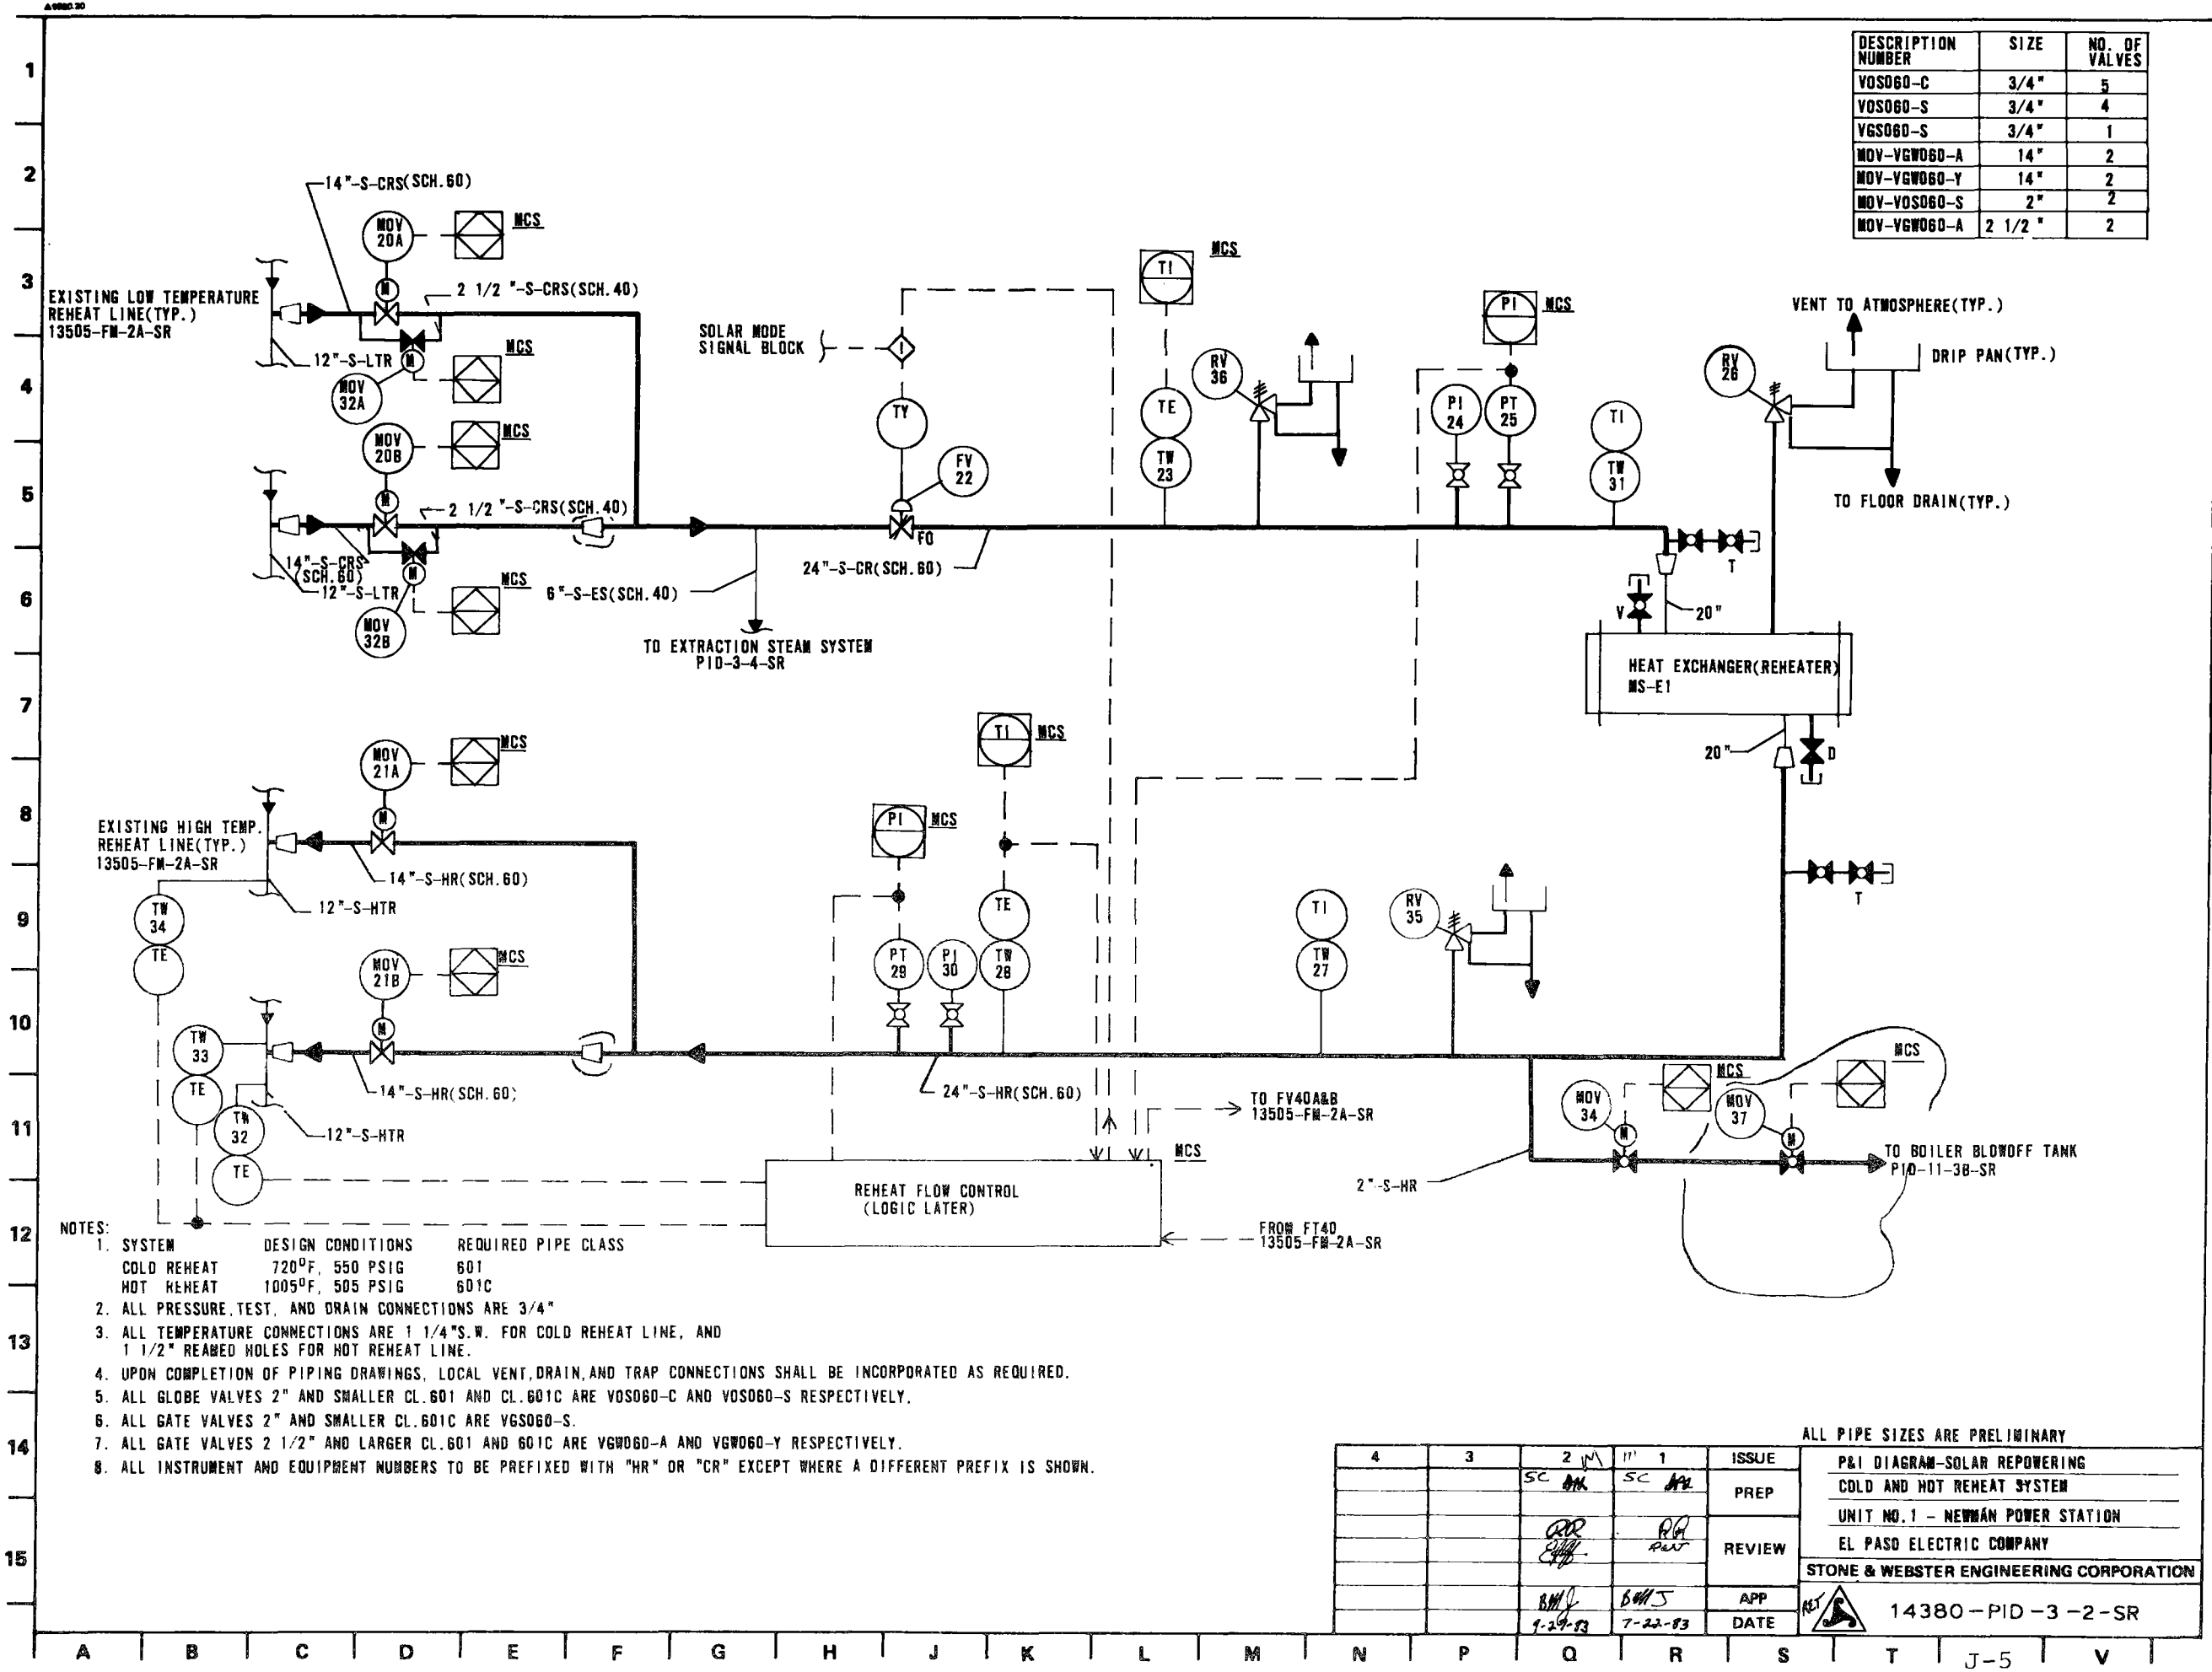 1
2
3
4
5
6
7
8
9
10
11
12
13
14
15
DESCRIPTION NUMBER SIZE NO. OF VALVES
VOS060-C 3/4" 5
VOS060-S 3/4" 4
VGS060-S 3/4" 1
MOV-VGW060-A 14" 2
MOV-VGW060-Y 14" 2
MOV-VOS060-S 2" 2
MOV-VGW060-A 2 1/2" 2
14"-S-CRS(SCH.60)
MOV 20A
MCS
M
2 1/2"-S-CRS(SCH.40)
EXISTING LOW TEMPERATURE
REHEAT LINE(TYP.)
13505-FM-2A-SR
12"-S-LTR
M
MOV 32A
MCS
MOV 20B
MCS
M
2 1/2"-S-CRS(SCH.40)
14"-S-CRS
(SCH.60)
12"-S-LTR
M
MOV 32B
MCS
SOLAR MODE
SIGNAL BLOCK
I
TY
FV 22
FO
6"-S-ES(SCH.40)
24"-S-CR(SCH.60)
TO EXTRACTION STEAM SYSTEM
PID-3-4-SR
TI
MCS
TE
TW 23
RV 36
PI
MCS
PI 24
PT 25
TI
TW 31
VENT TO ATMOSPHERE(TYP.)
RV 26
DRIP PAN(TYP.)
TO FLOOR DRAIN(TYP.)
T
V
20"
HEAT EXCHANGER(REHEATER)
MS-E1
20"
D
T
MOV 21A
MCS
M
EXISTING HIGH TEMP.
REHEAT LINE(TYP.)
13505-FM-2A-SR
14"-S-HR(SCH.60)
12"-S-HTR
TW 34
TE
MOV 21B
MCS
M
TW 33
TE
14"-S-HR(SCH.60)
TW 32
TE
12"-S-HTR
TI
MCS
PI
MCS
TE
PT 29
PI 30
TW 28
TI
TW 27
RV 35
24"-S-HR(SCH.60)
TO FV40A&B
13505-FM-2A-SR
MCS
REHEAT FLOW CONTROL
(LOGIC LATER)
FROM FT40
13505-FM-2A-SR
MOV 34
MCS
M
MOV 37
MCS
M
2"-S-HR
TO BOILER BLOWOFF TANK
PID-11-3B-SR
NOTES:
1. SYSTEM DESIGN CONDITIONS REQUIRED PIPE CLASS
COLD REHEAT 720°F, 550 PSIG 601
HOT REHEAT 1005°F, 505 PSIG 601C
2. ALL PRESSURE, TEST, AND DRAIN CONNECTIONS ARE 3/4"
3. ALL TEMPERATURE CONNECTIONS ARE 1 1/4"S.W. FOR COLD REHEAT LINE, AND
1 1/2" REAMED HOLES FOR HOT REHEAT LINE.
4. UPON COMPLETION OF PIPING DRAWINGS, LOCAL VENT, DRAIN, AND TRAP CONNECTIONS SHALL BE INCORPORATED AS REQUIRED.
5. ALL GLOBE VALVES 2" AND SMALLER CL.601 AND CL.601C ARE VOS060-C AND VOS060-S RESPECTIVELY.
6. ALL GATE VALVES 2" AND SMALLER CL.601C ARE VGS060-S.
7. ALL GATE VALVES 2 1/2" AND LARGER CL.601 AND 601C ARE VGW060-A AND VGW060-Y RESPECTIVELY.
8. ALL INSTRUMENT AND EQUIPMENT NUMBERS TO BE PREFIXED WITH "HR" OR "CR" EXCEPT WHERE A DIFFERENT PREFIX IS SHOWN.
ALL PIPE SIZES ARE PRELIMINARY
4 3 2 1 ISSUE
SC SC PREP
REVIEW
APP
9-29-83 7-22-83 DATE
P&I DIAGRAM-SOLAR REPOWERING
COLD AND HOT REHEAT SYSTEM
UNIT NO.1 - NEWMAN POWER STATION
EL PASO ELECTRIC COMPANY
STONE & WEBSTER ENGINEERING CORPORATION
14380-PID-3-2-SR
A B C D E F G H J K L M N P Q R S T J-5 V